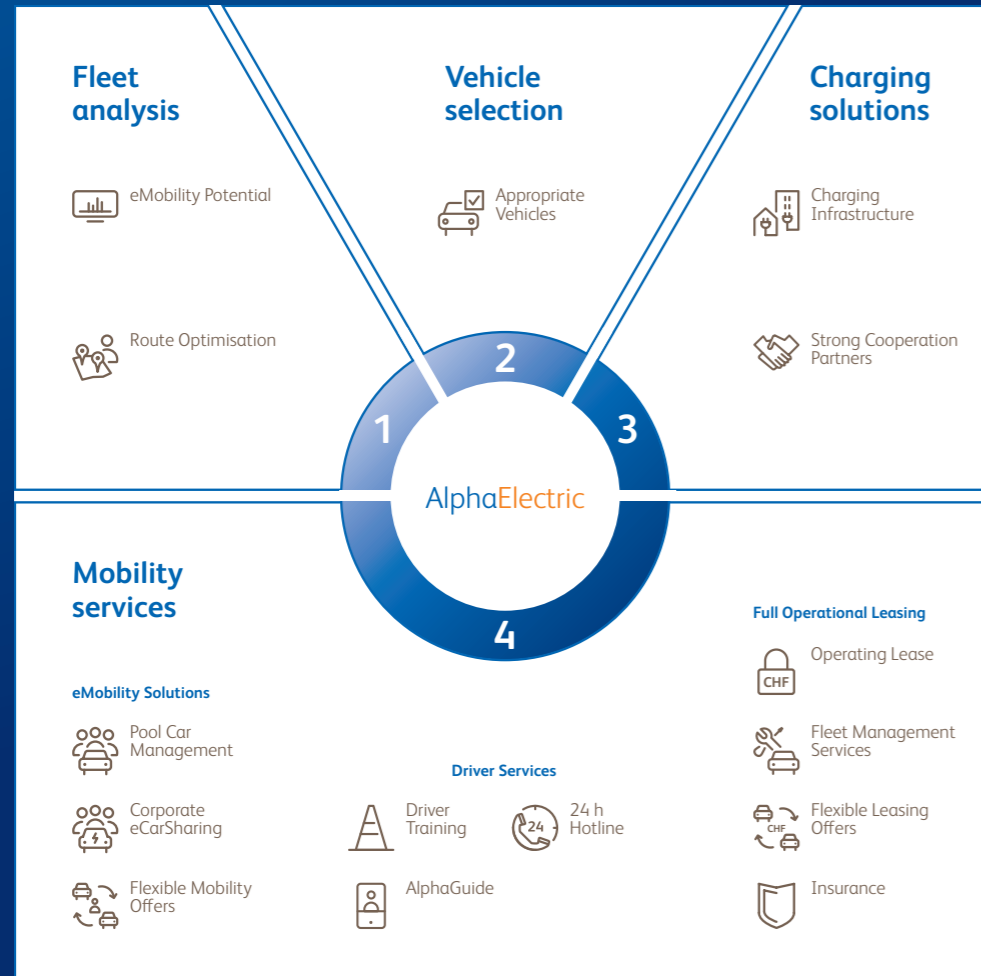 Fleet
analysis
eMobility Potential
Route Optimisation
Vehicle
selection
Appropriate
Vehicles
Charging
solutions
Charging
Infrastructure
Strong Cooperation
Partners
1
2
3
4
AlphaElectric
Mobility
services
eMobility Solutions
Pool Car
Management
Corporate
eCarSharing
Flexible Mobility
Offers
Driver Services
Driver
Training
24
24 h
Hotline
AlphaGuide
Full Operational Leasing
CHF
Operating Lease
Fleet Management
Services
CHF
Flexible Leasing
Offers
Insurance